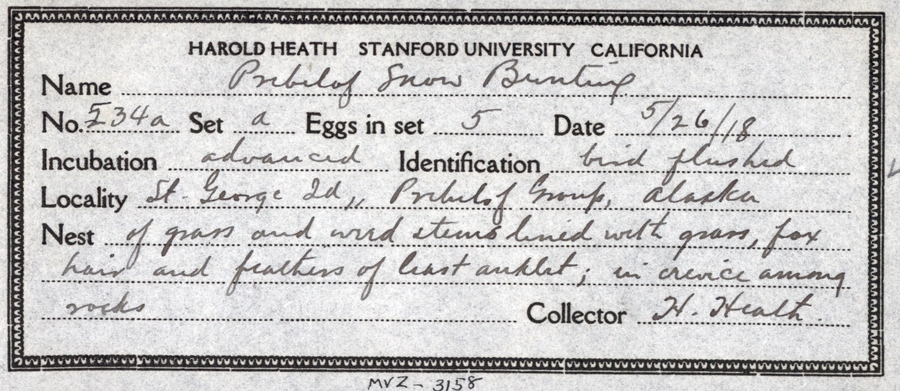 HAROLD HEATH STANFORD UNIVERSITY CALIFORNIA
Name Pribilof Snow Bunting
No. 534a Set a Eggs in set 5 Date 5/26/18
Incubation advanced Identification bird flushed
Locality St. George Id., Pribilof Group, Alaska
Nest of grass and weed stems lined with grass, fox
hair and feathers of least auklet; in crevice among
rocks Collector H. Heath.
MVZ - 3158